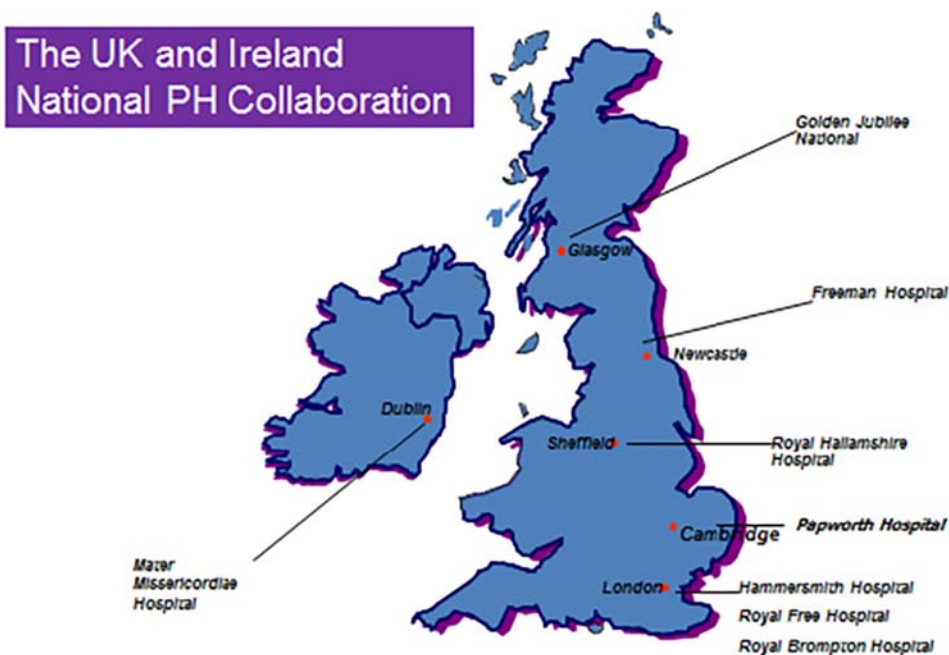 The UK and Ireland
National PH Collaboration
Golden Jubilee
National
Glasgow
Freeman Hospital
Newcastle
Dublin
Sheffield
Royal Hallamshire
Hospital
Papworth Hospital
Cambridge
Mater
Missericordiae
Hospital
London
Hammersmith Hospital
Royal Free Hospital
Royal Brompton Hospital